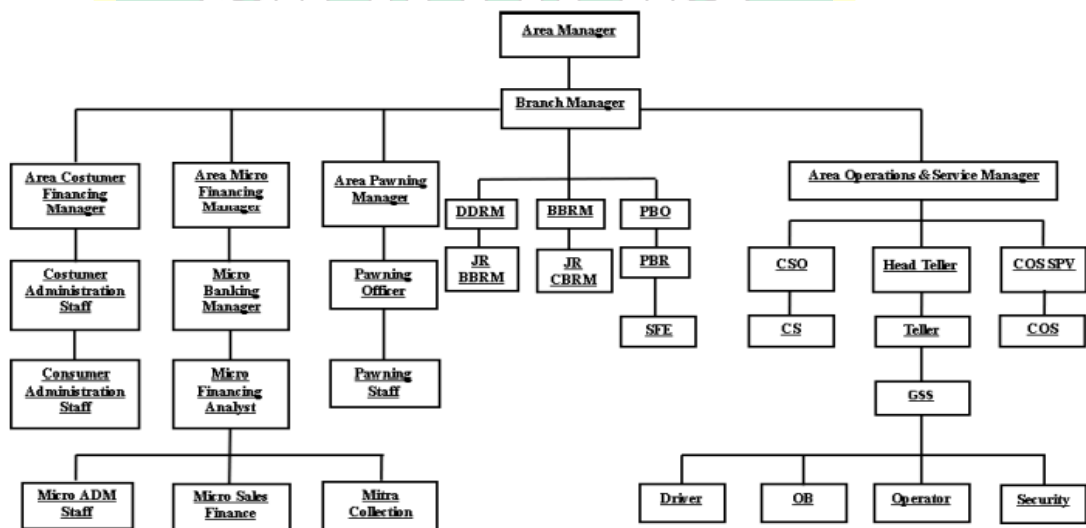 Area Manager
Branch Manager
Area Costumer
Financing
Manager
Area Micro
Financing
Manager
Area Pawning
Manager
Area Operations & Service Manager
DDRM
BBRM
PBO
JR
BBRM
JR
CBRM
PBR
SFE
CSO
Head Teller
COS SPV
CS
Teller
COS
Costumer
Administration
Staff
Micro
Banking
Manager
Pawning
Officer
Consumer
Administration
Staff
Micro
Financing
Analyst
Pawning
Staff
GSS
Micro ADM
Staff
Micro Sales
Finance
Mitra
Collection
Driver
OB
Operator
Security